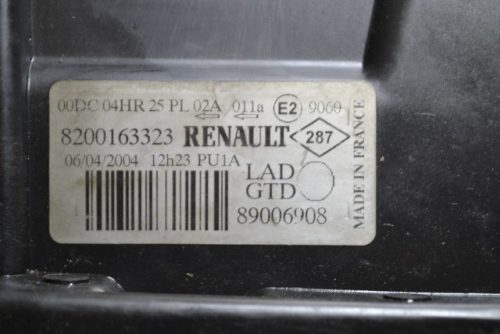 00DC 04HR 25 PL 02A 011a E2 9060
8200163323 RENAULT 287
06/04/2004 12h23 PU1A
LAD
GTD
89006908
MADE IN FRANCE